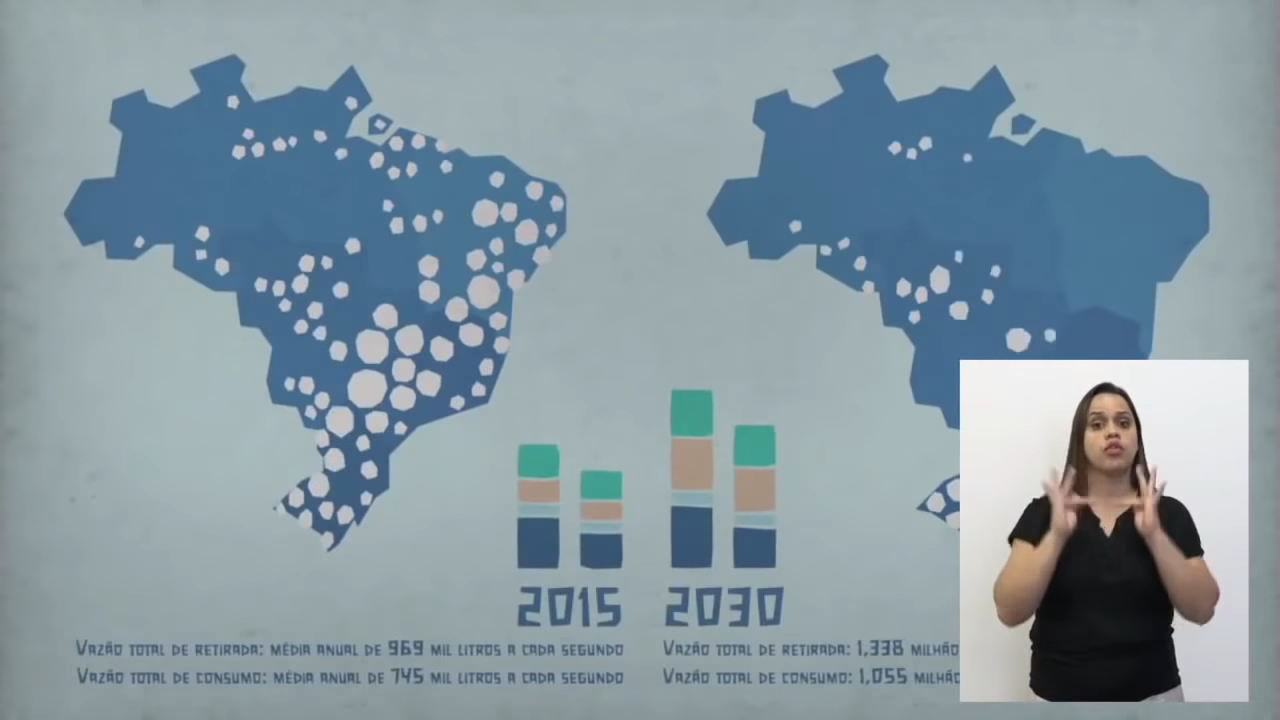 2015
2030
Vazão total de retirada: média anual de 969 mil litros a cada segundo
Vazão total de consumo: média anual de 745 mil litros a cada segundo
Vazão total de retirada: 1,338 milhão
Vazão total de consumo: 1,055 milhão